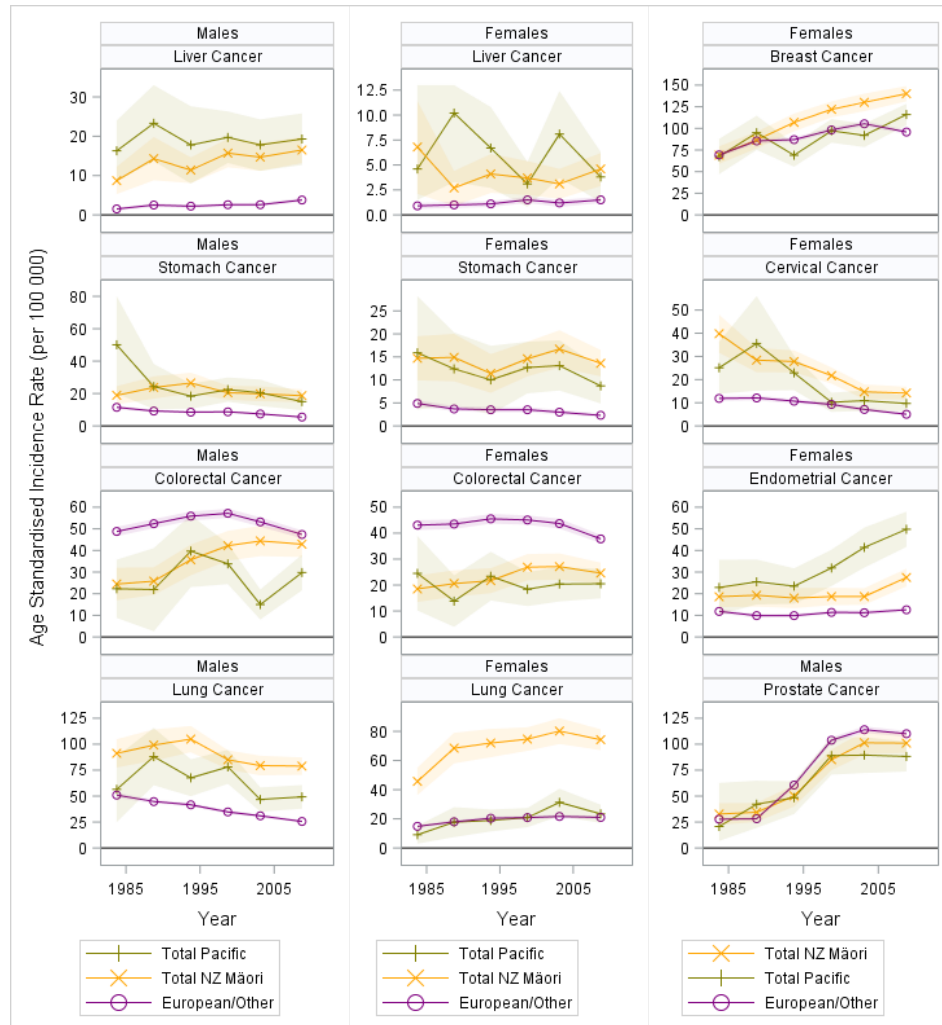 Age Standardised Incidence Rate (per 100 000)
Males
Liver Cancer
30
20
10
0
Females
Liver Cancer
12.5
10.0
7.5
5.0
2.5
0.0
Females
Breast Cancer
150
125
100
75
50
25
0
Males
Stomach Cancer
80
60
40
20
0
Females
Stomach Cancer
25
20
15
10
5
0
Females
Cervical Cancer
50
40
30
20
10
0
Males
Colorectal Cancer
60
50
40
30
20
10
0
Females
Colorectal Cancer
50
40
30
20
10
0
Females
Endometrial Cancer
60
50
40
30
20
10
0
Males
Lung Cancer
125
100
75
50
25
0
Females
Lung Cancer
80
60
40
20
0
Males
Prostate Cancer
125
100
75
50
25
0
1985 1995 2005
Year
1985 1995 2005
Year
1985 1995 2005
Year
Total Pacific
Total NZ Mäori
European/Other
Total Pacific
Total NZ Mäori
European/Other
Total NZ Mäori
Total Pacific
European/Other